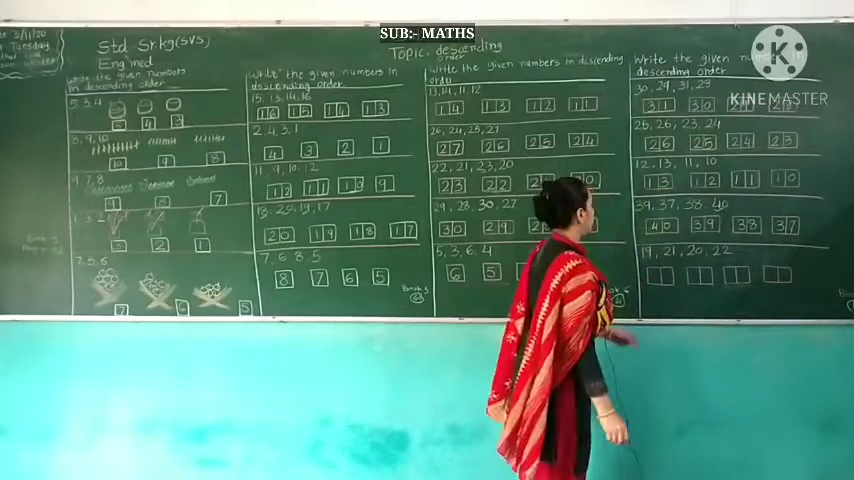 SUB:- MATHS
3/11/20
Tuesday
Std Sr.kg (SVS)
Eng med
Topic. descending
order
Write the given numbers
in descending order
5, 3, 4
5 4 3
8, 9, 10
10 9 8
9, 7, 8
9 8 7
1, 3, 2
3 2 1
7, 5, 6
7 6 5
Write the given numbers in
descending order
15, 13, 14, 16
16 15 14 13
2, 4, 3, 1
4 3 2 1
11, 9, 10, 12
12 11 10 9
18, 20, 19, 17
20 19 18 17
7, 6 8, 5
8 7 6 5
Write the given numbers in descending
order
13, 14, 11, 12
14 13 12 11
26, 24, 25, 27
27 26 25 24
22, 21, 23, 20
23 22
29, 28, 30, 27
30 29
5, 3, 6, 4
6 5
Write the given in
descending order
30, 29, 31, 28
31 30
25, 26, 23, 24
26 25 24 23
12, 13, 11, 10
13 12 11 10
39, 37, 38, 40
40 39 38 37
19, 21, 20, 22
KINEMASTER